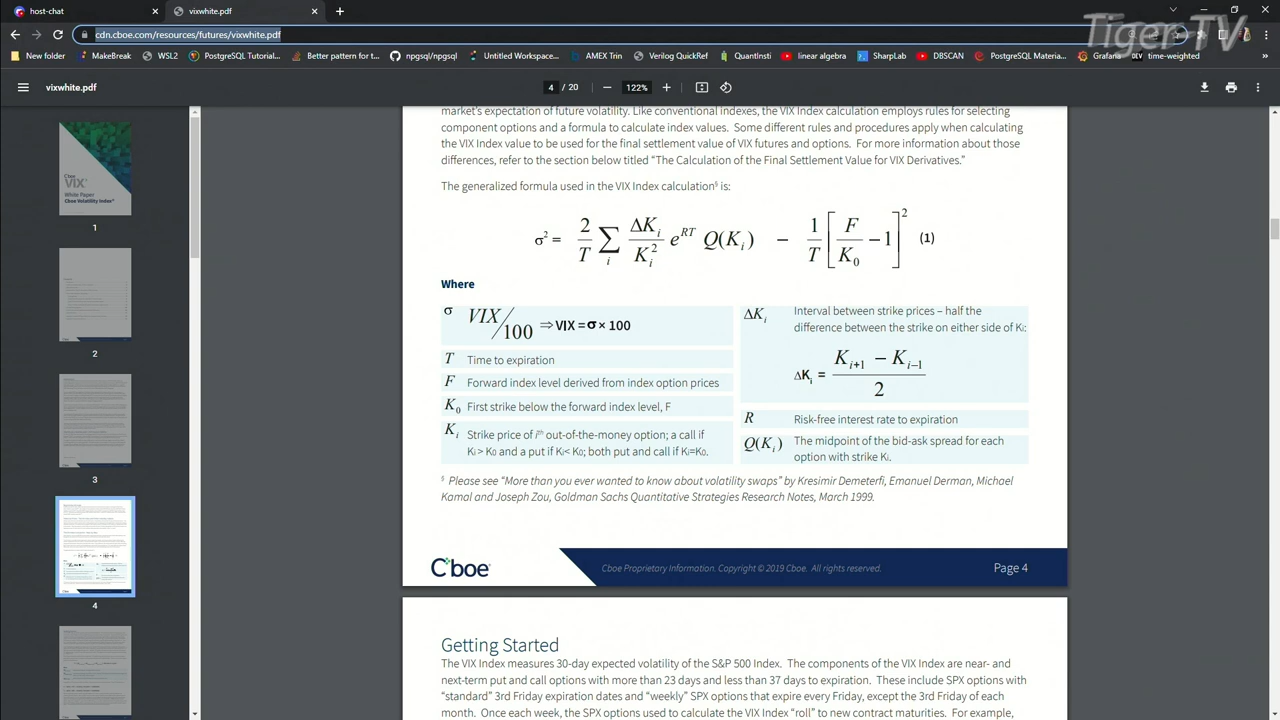 host-chat
vixwhite.pdf
TigerTV
cdn.cboe.com/resources/futures/vixwhite.pdf
New folder MakeBreak WSL2 PostgreSQL Tutorial... Better pattern for t... npgsql/npgsql Untitled Workspace... AMEX Trin Verilog QuickRef QuantInsti linear algebra SharpLab DBSCAN PostgreSQL Materia... Grafana DEV time-weighted
vixwhite.pdf
4 / 20
122%
Cboe
VIX
White Paper
Cboe Volatility Index
1
2
3
4
market's expectation of future volatility. Like conventional indexes, the VIX Index calculation employs rules for selecting
component options and a formula to calculate index values. Some different rules and procedures apply when calculating
the VIX Index value to be used for the final settlement value of VIX futures and options. For more information about those
differences, refer to the section below titled “The Calculation of the Final Settlement Value for VIX Derivatives.”
The generalized formula used in the VIX Index calculation⁵ is:
σ² = 2/T ∑i ΔKi/Ki² e^RT Q(Ki) − 1/T [F/K0 − 1]² (1)
Where
σ VIX/100 ⇒ VIX = σ × 100
T Time to expiration
F Forward index level derived from index option prices
K0 First strike below the forward index level, F
Ki Strike price of ith out-of-the-money option; a call if
Ki > K0 and a put if Ki < K0; both put and call if Ki=K0.
ΔKi Interval between strike prices – half the
difference between the strike on either side of Ki:
ΔKi = Ki+1 − Ki−1 / 2
R Risk-free interest rate to expiration
Q(Ki) The midpoint of the bid-ask spread for each
option with strike Ki.
⁵ Please see “More than you ever wanted to know about volatility swaps” by Kresimir Demeterfi, Emanuel Derman, Michael
Kamal and Joseph Zou, Goldman Sachs Quantitative Strategies Research Notes, March 1999.
Cboe
Cboe Proprietary Information. Copyright © 2019 Cboe. All rights reserved.
Page 4
Getting Started
The VIX Index measures 30-day expected volatility of the S&P 500 Index. The components of the VIX Index are near- and
next-term put and call options with more than 23 days and less than 37 days to expiration. These include SPX options with
“standard” 3rd Friday expiration dates and “weekly” SPX options that expire every Friday, except the 3rd Friday of each
month. Once each week, the SPX options used to calculate the VIX Index “roll” to new contract maturities. For example,